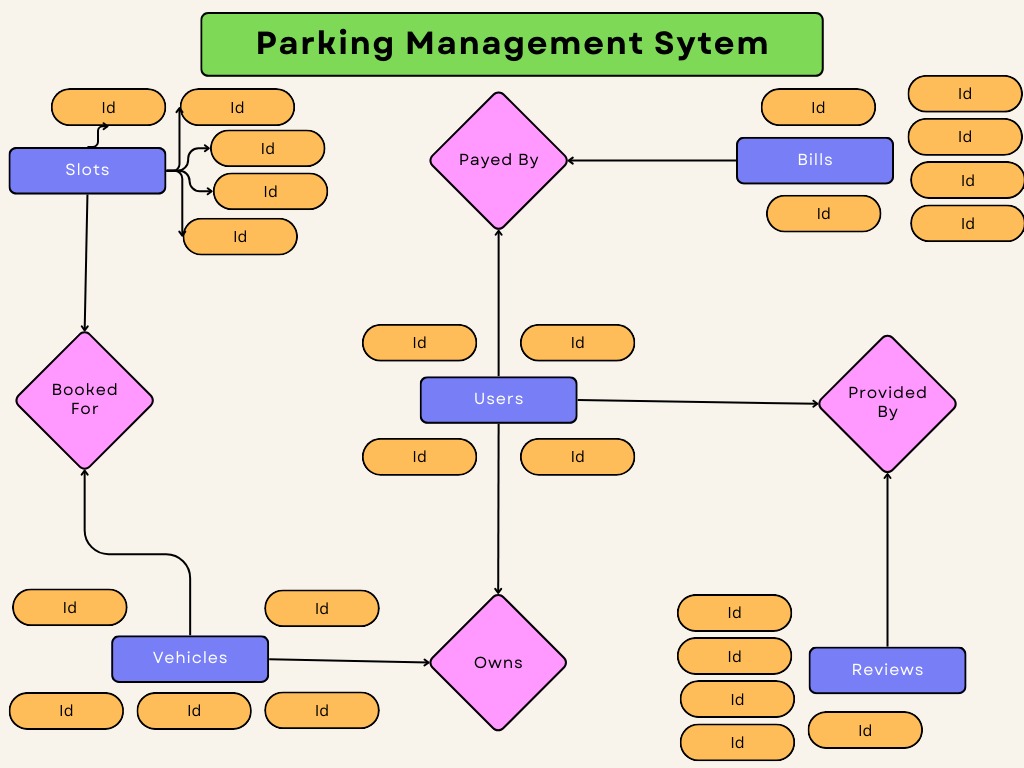 Parking Management Sytem
Id
Id
Id
Id
Id
Slots
Payed By
Id
Bills
Id
Id
Id
Id
Id
Id
Id
Users
Id
Id
Booked
For
Provided
By
Id
Id
Vehicles
Id
Id
Id
Owns
Id
Id
Id
Id
Reviews
Id